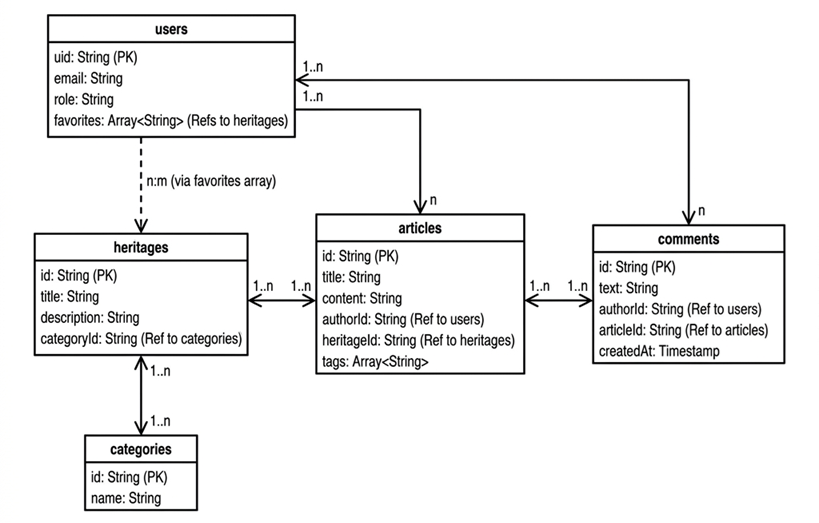 users
uid: String (PK)
email: String
role: String
favorites: Array<String> (Refs to heritages)
1..n
1..n
n:m (via favorites array)
n
n
heritages
id: String (PK)
title: String
description: String
categoryId: String (Ref to categories)
1..n
1..n
articles
id: String (PK)
title: String
content: String
authorId: String (Ref to users)
heritageId: String (Ref to heritages)
tags: Array<String>
1..n
1..n
comments
id: String (PK)
text: String
authorId: String (Ref to users)
articleId: String (Ref to articles)
createdAt: Timestamp
1..n
1..n
categories
id: String (PK)
name: String